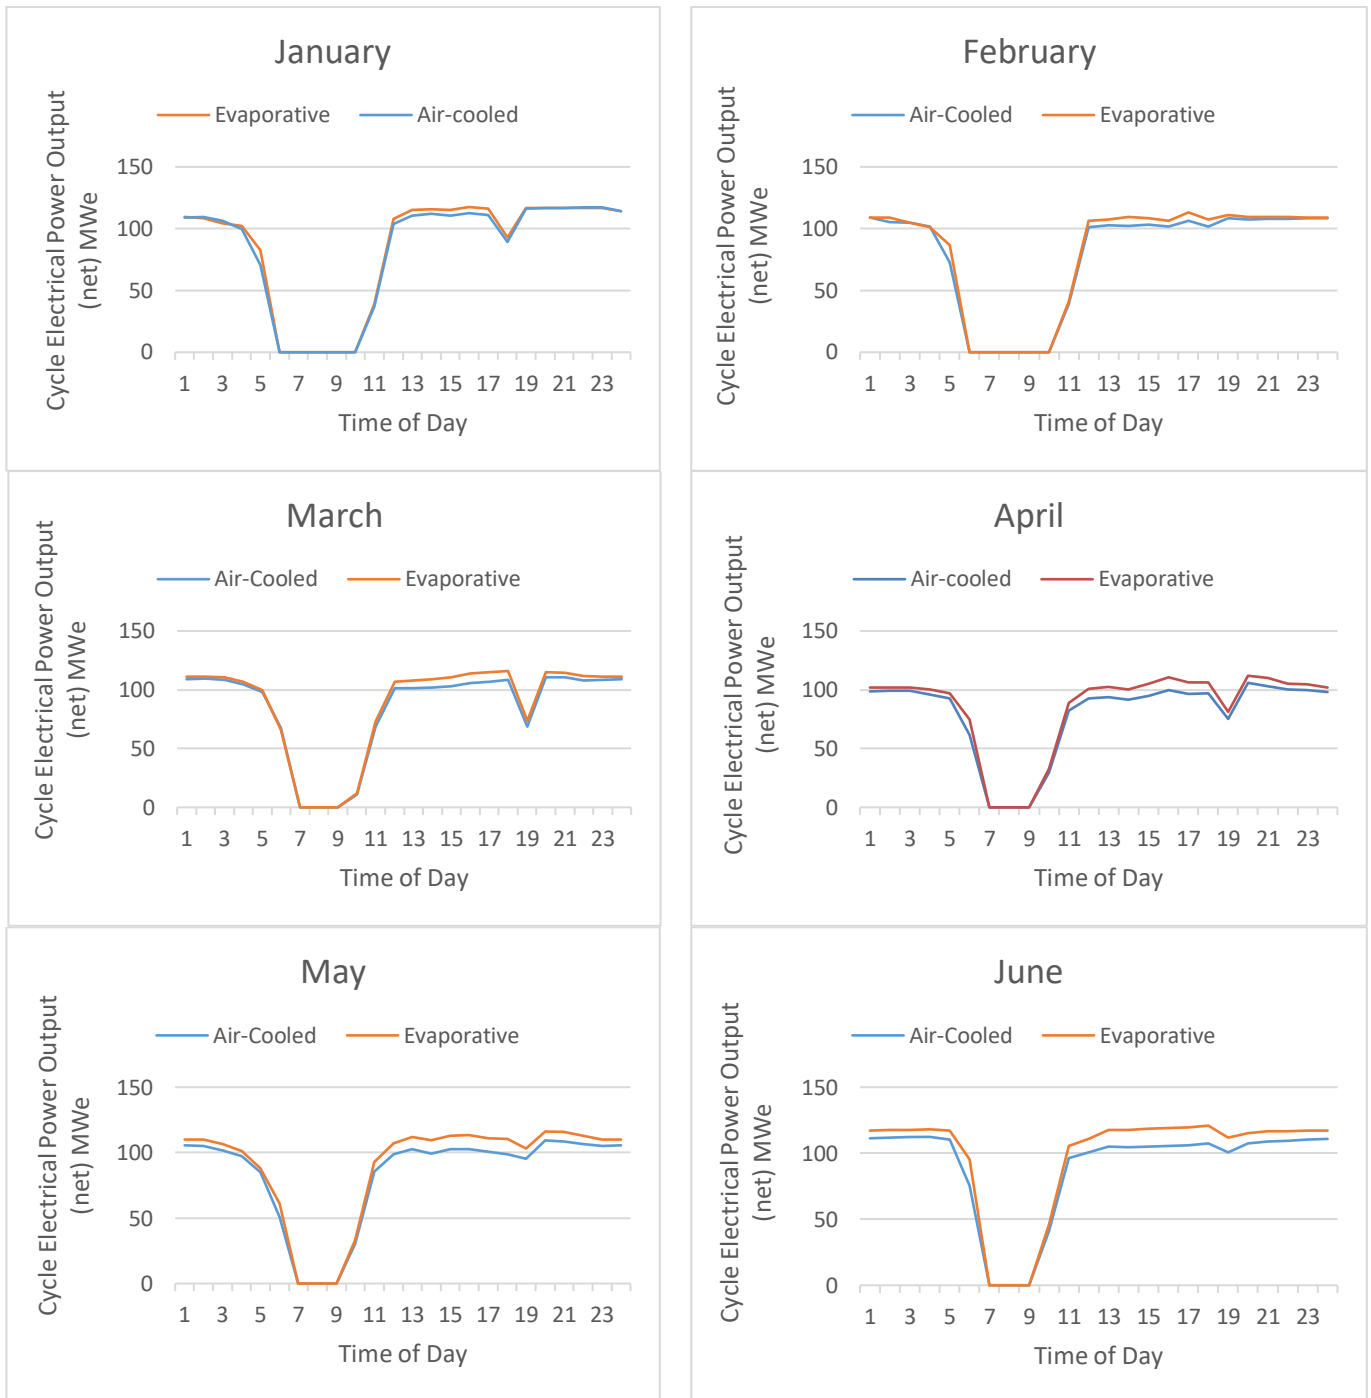 January
Evaporative Air-cooled
Cycle Electrical Power Output
(net) MWe
150
100
50
0
1 3 5 7 9 11 13 15 17 19 21 23
Time of Day
February
Air-Cooled Evaporative
Cycle Electrical Power Output
(net) MWe
150
100
50
0
1 3 5 7 9 11 13 15 17 19 21 23
Time of Day
March
Air-Cooled Evaporative
Cycle Electrical Power Output
(net) MWe
150
100
50
0
1 3 5 7 9 11 13 15 17 19 21 23
Time of Day
April
Air-cooled Evaporative
Cycle Electrical Power Output
(net) MWe
150
100
50
0
1 3 5 7 9 11 13 15 17 19 21 23
Time of Day
May
Air-Cooled Evaporative
Cycle Electrical Power Output
(net) MWe
150
100
50
0
1 3 5 7 9 11 13 15 17 19 21 23
Time of Day
June
Air-Cooled Evaporative
Cycle Electrical Power Output
(net) MWe
150
100
50
0
1 3 5 7 9 11 13 15 17 19 21 23
Time of Day